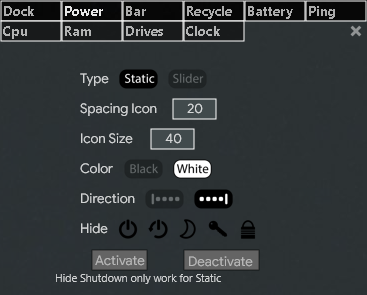 Dock Power Bar Recycle Battery Ping
Cpu Ram Drives Clock
Type Static Slider
Spacing Icon 20
Icon Size 40
Color Black White
Direction
Hide
Activate Deactivate
Hide Shutdown only work for Static